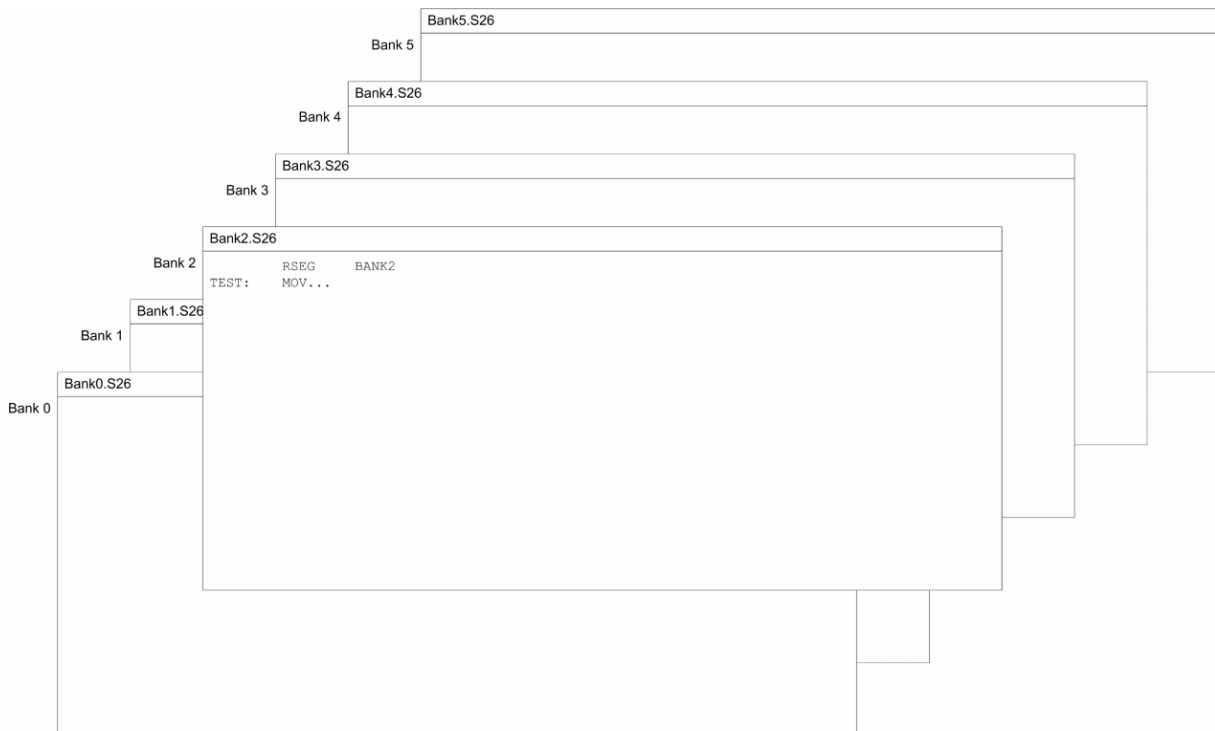 Bank5.S26
Bank 5
Bank4.S26
Bank 4
Bank3.S26
Bank 3
Bank2.S26
Bank 2
RSEG BANK2
TEST: MOV...
Bank1.S26
Bank 1
Bank0.S26
Bank 0